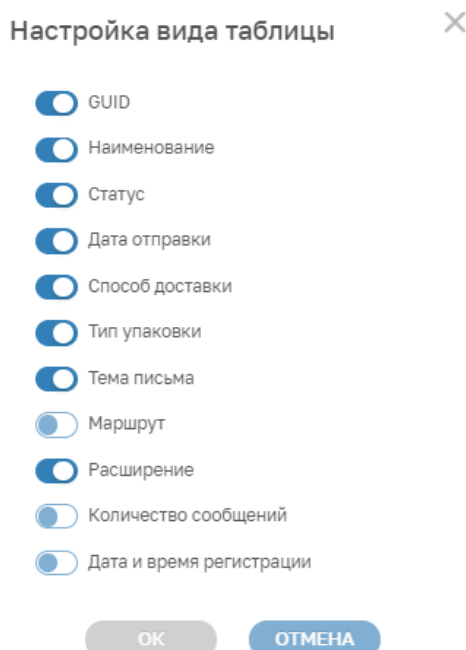 Настройка вида таблицы
GUID
Наименование
Статус
Дата отправки
Способ доставки
Тип упаковки
Тема письма
Маршрут
Расширение
Количество сообщений
Дата и время регистрации
ОК ОТМЕНА